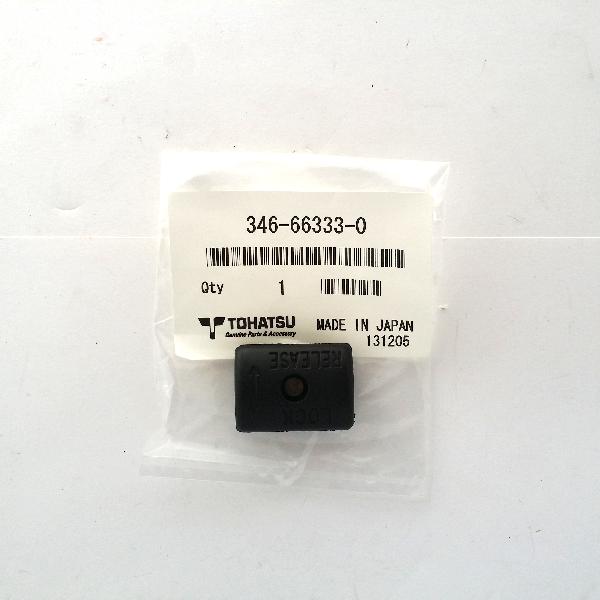 346-66333-0
Qty 1
TOHATSU MADE IN JAPAN
Genuine Parts & Accessory
131205
RELEASE
LOCK